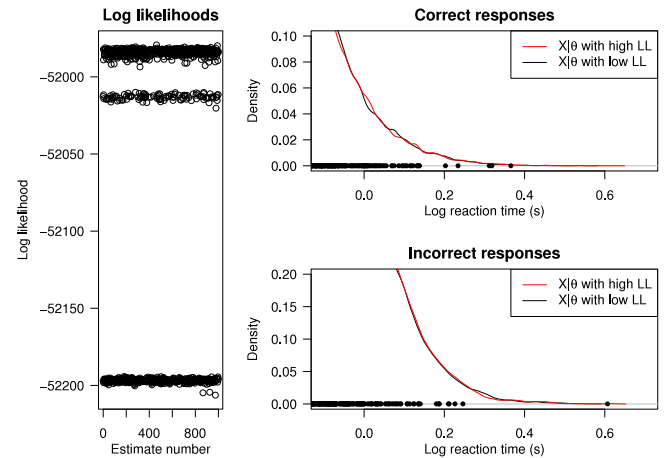 Log likelihoods
Log likelihood
−52000
−52050
−52100
−52150
−52200
0
400
800
Estimate number
Correct responses
Density
0.10
0.08
0.06
0.04
0.02
0.00
X|θ with high LL
X|θ with low LL
0.0
0.2
0.4
0.6
Log reaction time (s)
Incorrect responses
Density
0.20
0.15
0.10
0.05
0.00
X|θ with high LL
X|θ with low LL
0.0
0.2
0.4
0.6
Log reaction time (s)